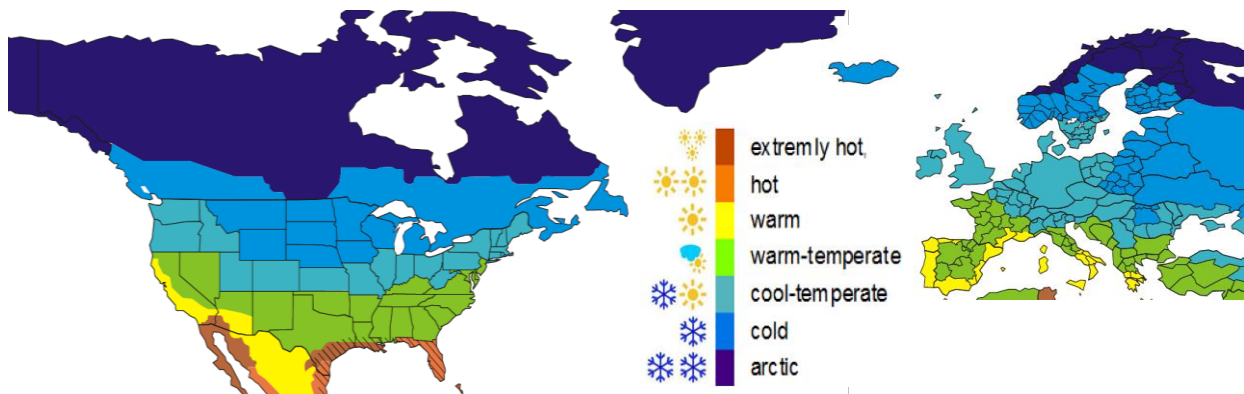 extremly hot,
hot
warm
warm-temperate
cool-temperate
cold
arctic